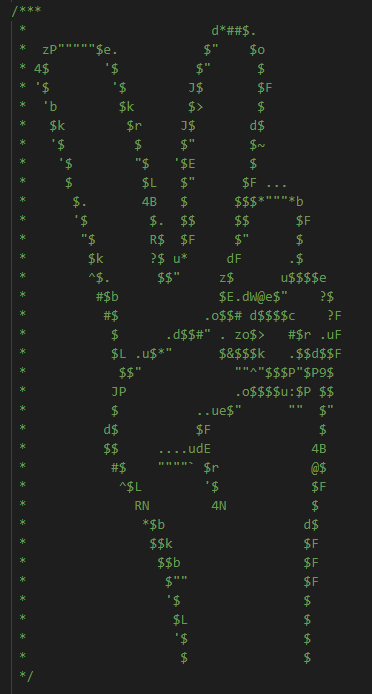 /***
 *                        d*##$.
 *  zP"""""$e.           $"    $o
 * 4$       '$          $"      $
 * '$        '$        J$       $F
 *  'b        $k       $>       $
 *   $k        $r     J$       d$
 *   '$         $     $"       $~
 *    '$        "$   '$E       $
 *     $         $L   $"      $F ...
 *      $.       4B   $      $$$*"""*b
 *      '$        $.  $$     $$      $F
 *       "$       R$  $F     $"      $
 *        $k      ?$ u*     dF      .$
 *        ^$.      $$"     z$      u$$$$e
 *         #$b             $E.dW@e$"    ?$
 *          #$           .o$$# d$$$$c    ?F
 *           $      .d$$#" . zo$>   #$r .uF
 *           $L .u$*"      $&$$$k   .$$d$$F
 *            $$"            ""^"$$$P"$P9$
 *           JP              .o$$$$u:$P $$
 *           $          ..ue$"      ""  $"
 *          d$          $F              $
 *          $$     ....udE             4B
 *           #$    """"` $r            @$
 *            ^$L        '$            $F
 *              RN        4N           $
 *               *$b                  d$
 *                $$k                 $F
 *                 $$b                $F
 *                  $""               $F
 *                  '$                $
 *                   $L               $
 *                   '$               $
 *                    $               $
 */